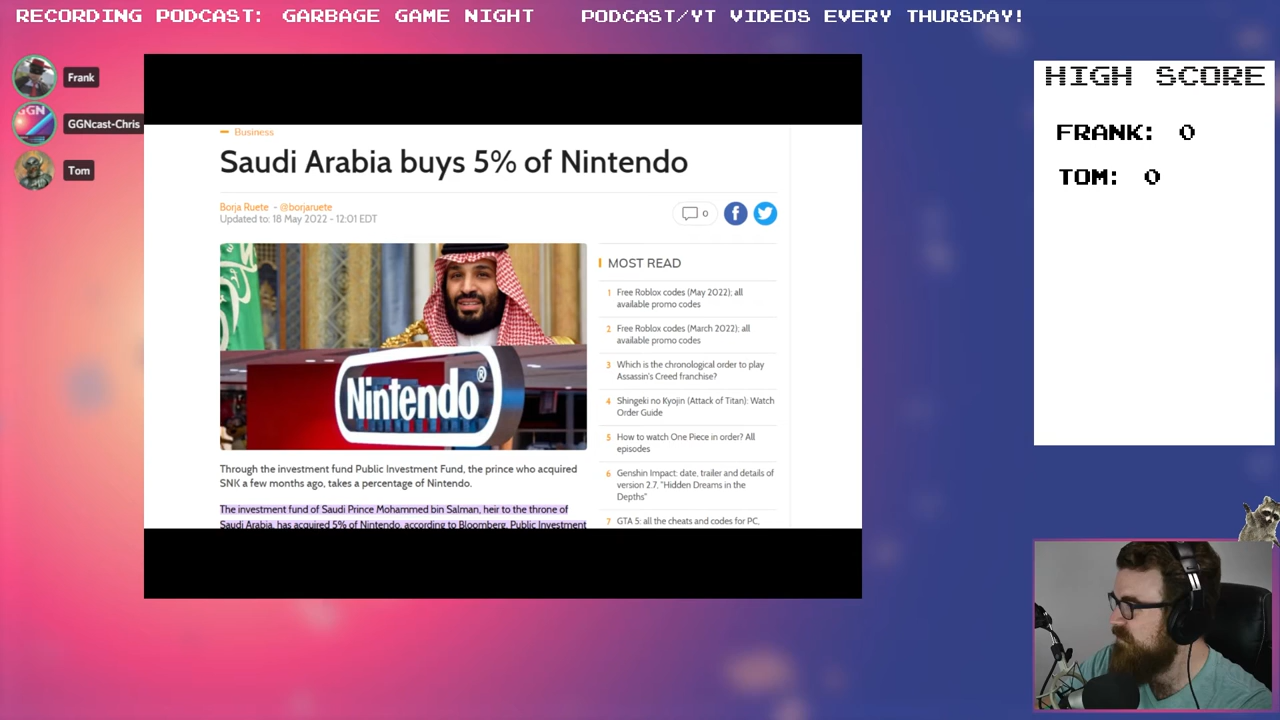 RECORDING PODCAST: GARBAGE GAME NIGHT PODCAST/YT VIDEOS EVERY THURSDAY!
Frank
GGN
GGNcast-Chris
Tom
Business
Saudi Arabia buys 5% of Nintendo
Borja Ruete - @borjaruete
Updated to: 18 May 2022 - 12:01 EDT
0
Nintendo®
Through the investment fund Public Investment Fund, the prince who acquired
SNK a few months ago, takes a percentage of Nintendo.
The investment fund of Saudi Prince Mohammed bin Salman, heir to the throne of
Saudi Arabia, has acquired 5% of Nintendo, according to Bloomberg. Public Investment
MOST READ
1 Free Roblox codes (May 2022); all
available promo codes
2 Free Roblox codes (March 2022); all
available promo codes
3 Which is the chronological order to play
Assassin's Creed franchise?
4 Shingeki no Kyojin (Attack of Titan): Watch
Order Guide
5 How to watch One Piece in order? All
episodes
6 Genshin Impact: date, trailer and details of
version 2.7, "Hidden Dreams in the
Depths"
7 GTA 5: all the cheats and codes for PC,
HIGH SCORE
FRANK: 0
TOM: 0